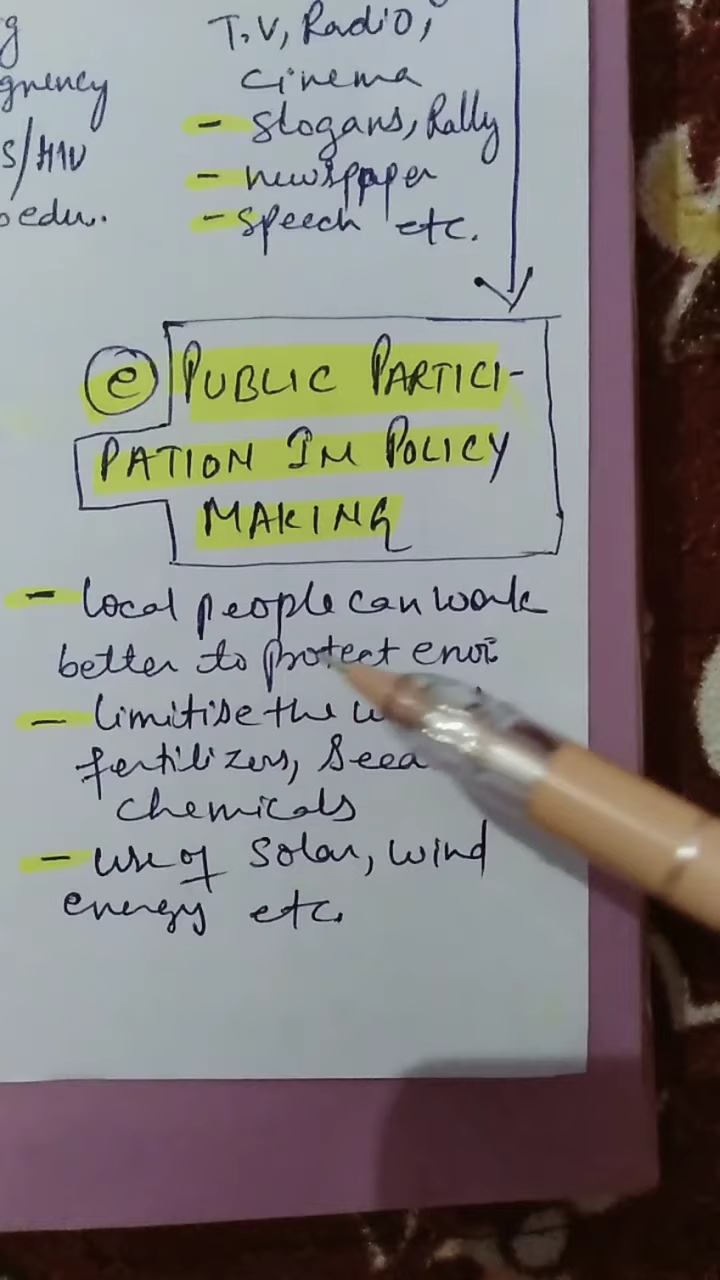 T.V, Radio,
cinema
- slogans, Rally
- newspaper
- speech etc.
gnency
S/HIV
edu.
(e) PUBLIC PARTICI-
PATION IN POLICY
MAKING
- local people can work
better to protect envi
- limitise the
fertilizers, Seed
chemicals
- use of solar, wind
energy etc.